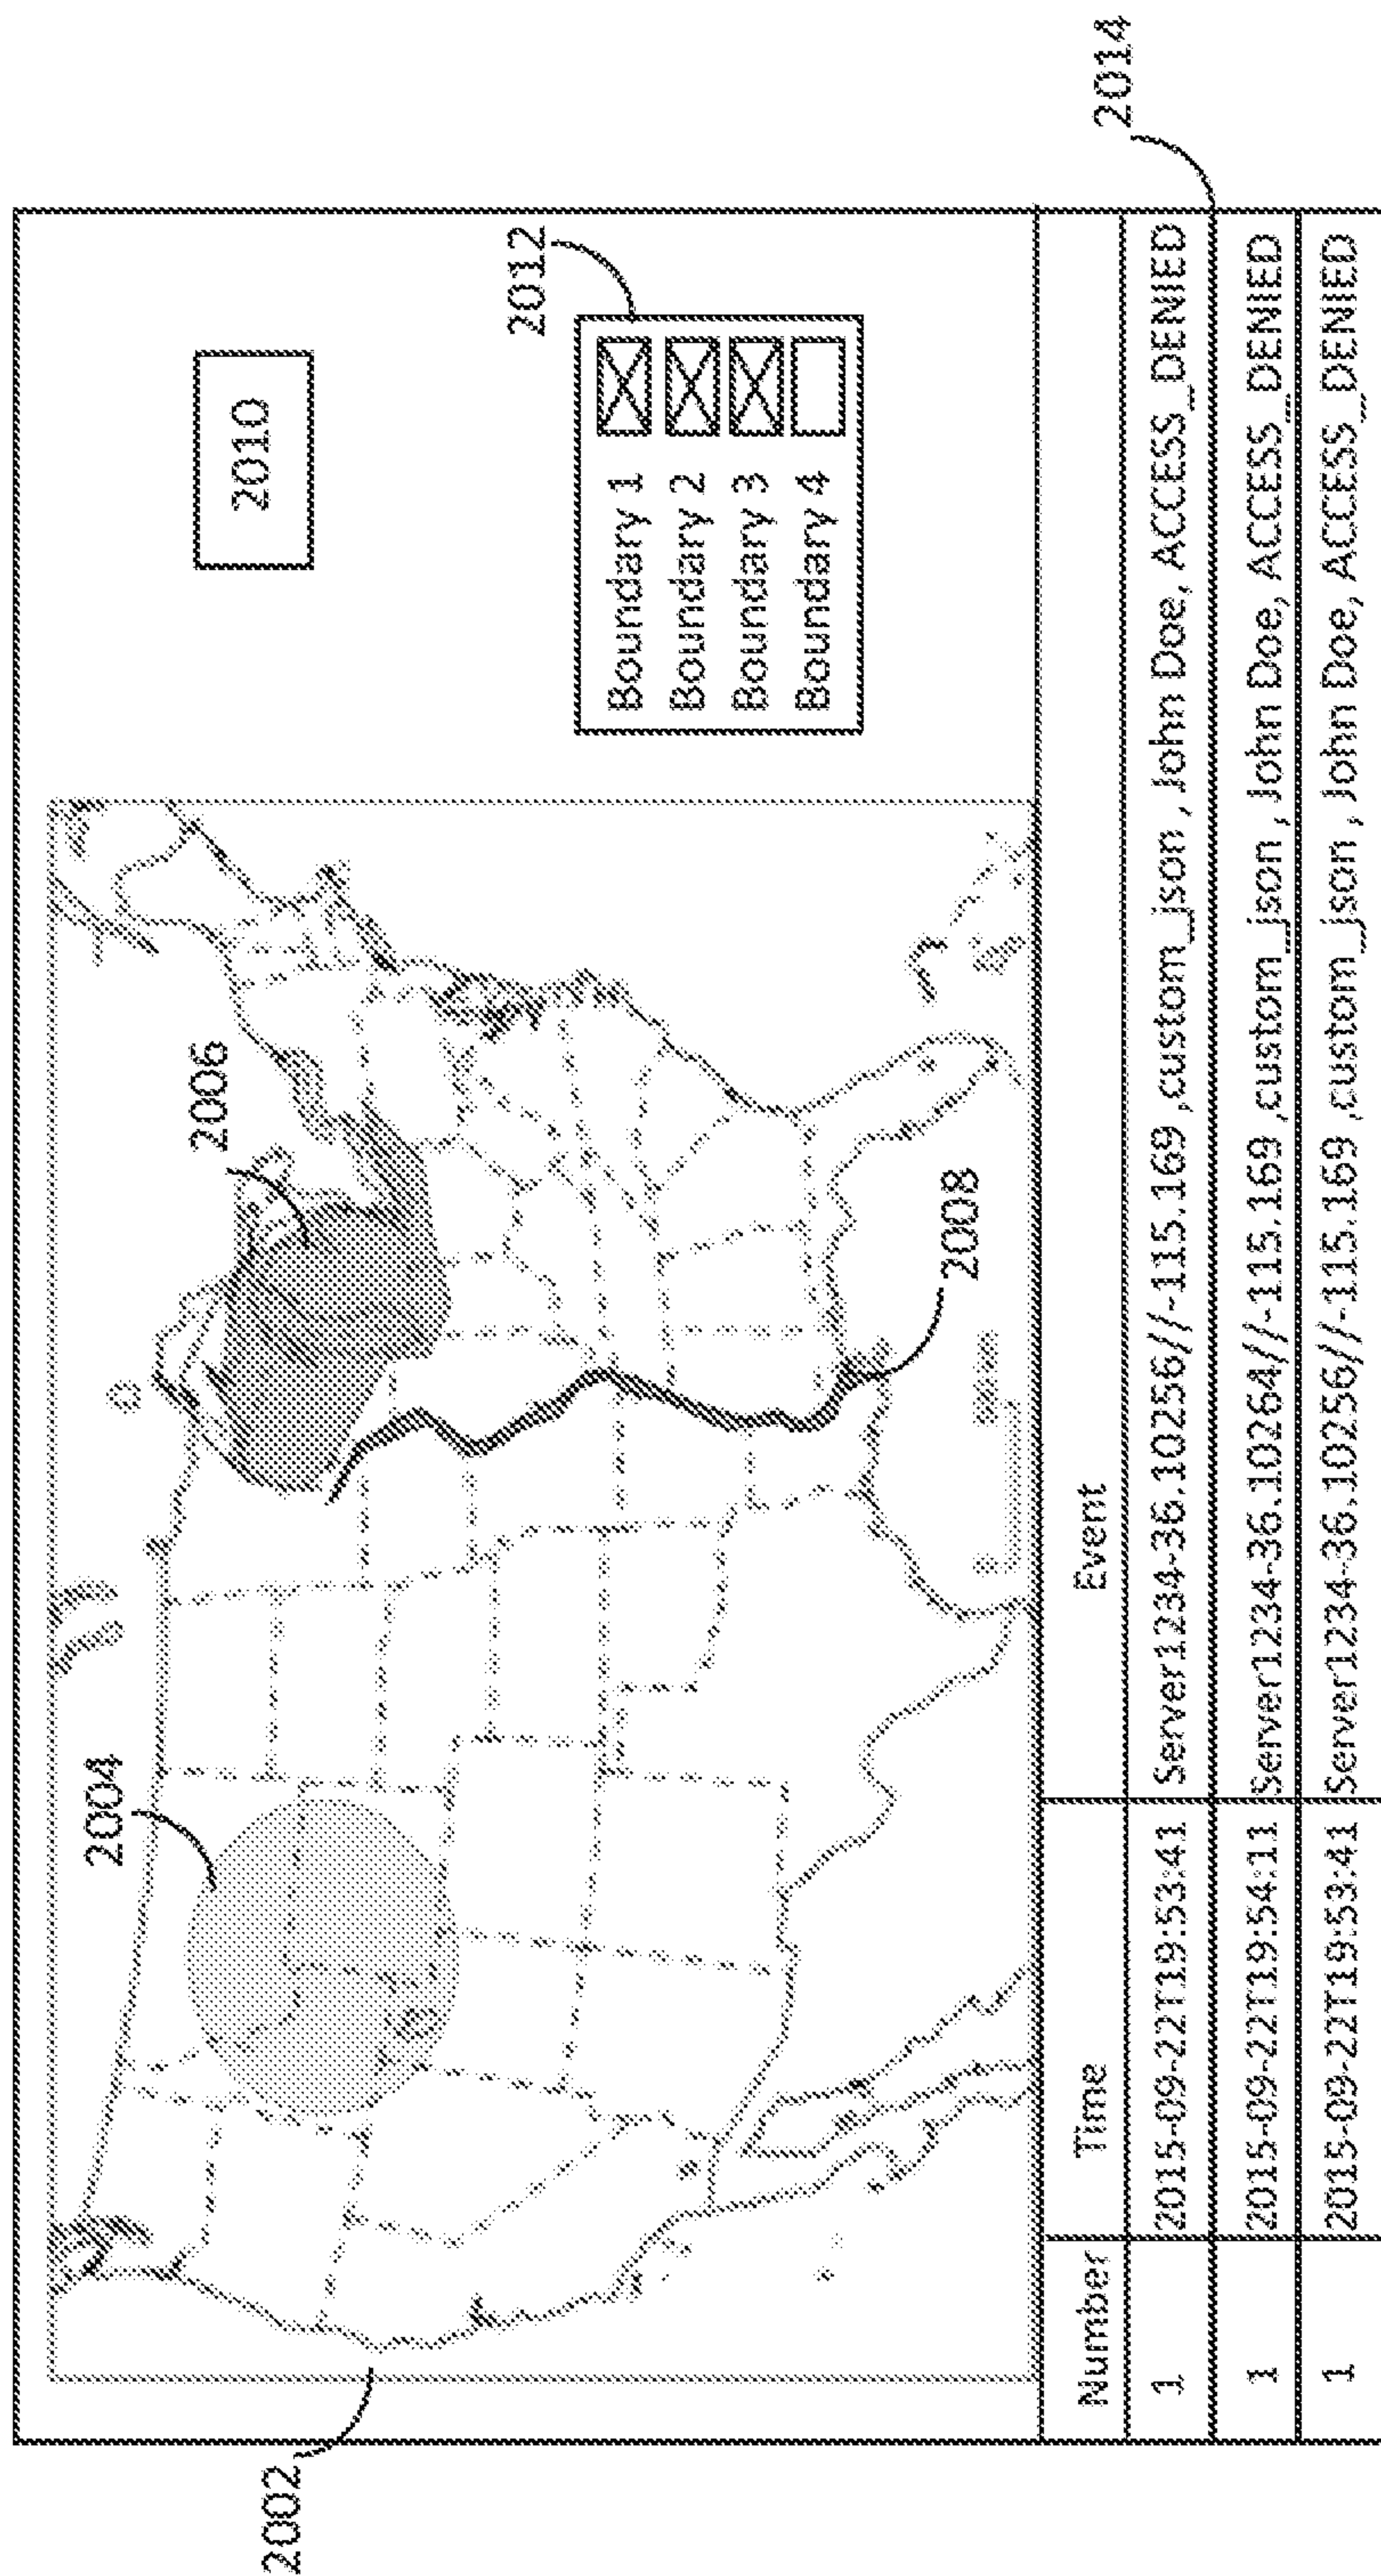 2002
2004
2006
2008
2010
2012
Boundary 1
Boundary 2
Boundary 3
Boundary 4
2014
Number Time Event
1 2015-09-22T19:53:41 Server1234-36.10256//-115.169 ,custom_json , John Doe, ACCESS_DENIED
1 2015-09-22T19:54:11 Server1234-36.10264//-115.169 ,custom_json , John Doe, ACCESS_DENIED
1 2015-09-22T19:53:41 Server1234-36.10256//-115.169 ,custom_json , John Doe, ACCESS_DENIED